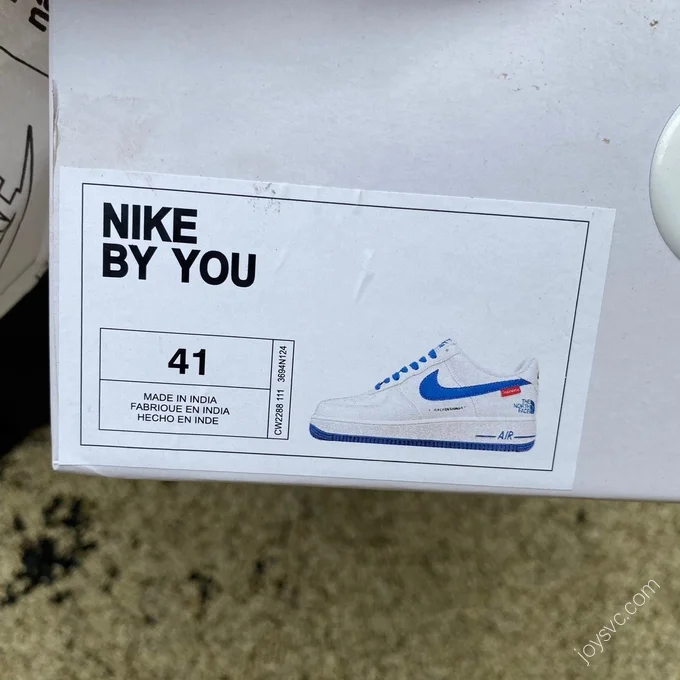 NIKE
BY YOU
41
MADE IN INDIA
FABRIQUE EN INDIA
HECHO EN INDE
CW2288 111 3694N124
THE
NORTH
FACE
AIR
joysvc.com